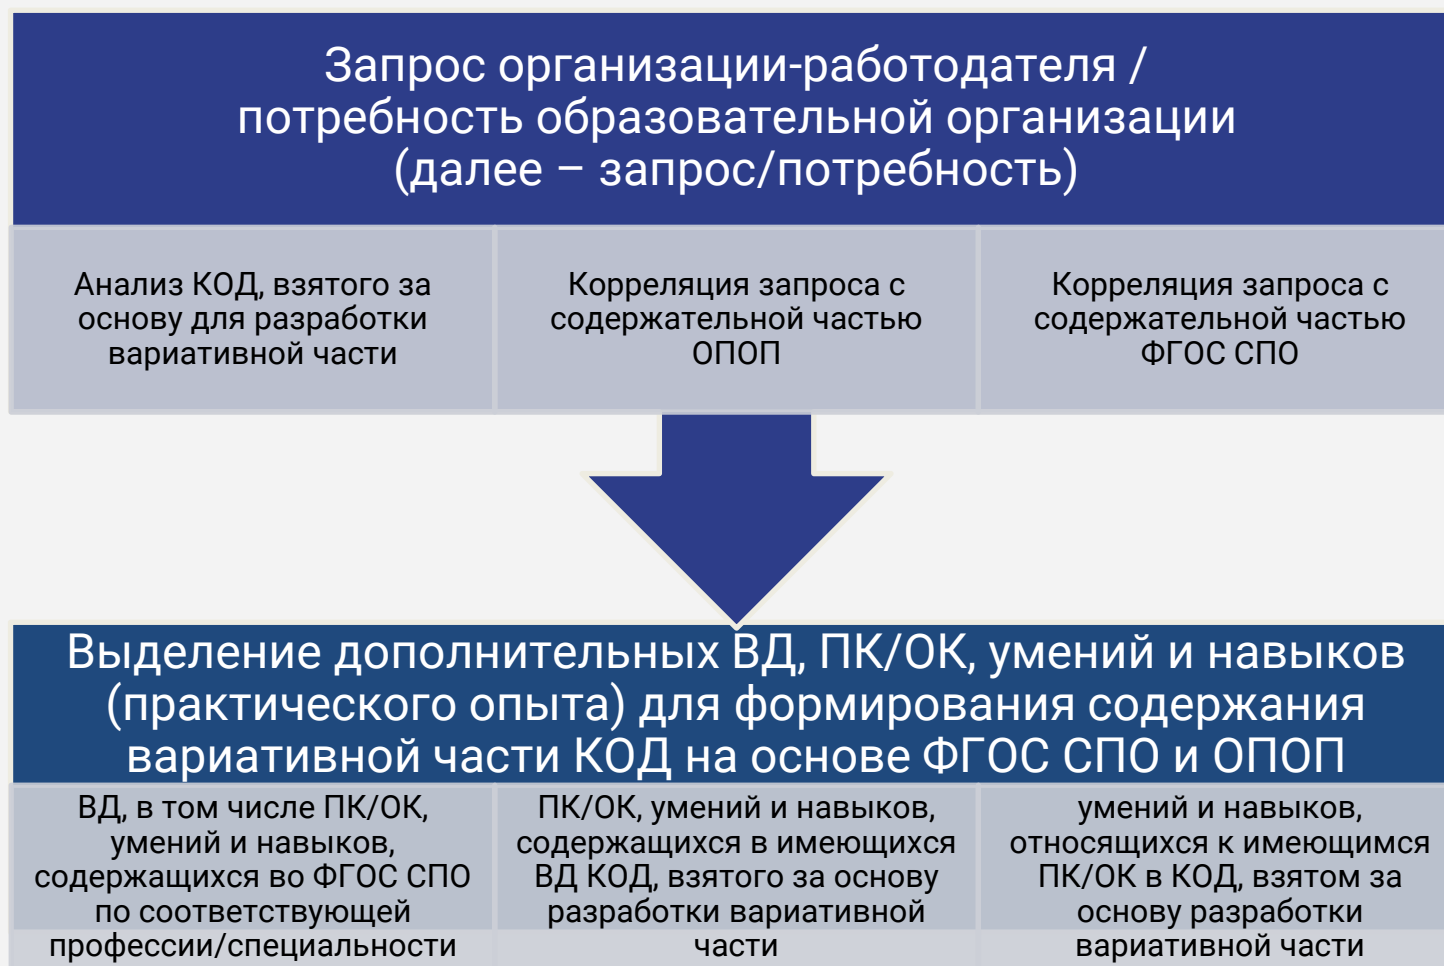 Запрос организации-работодателя /
потребность образовательной организации
(далее – запрос/потребность)
Анализ КОД, взятого за
основу для разработки
вариативной части
Корреляция запроса с
содержательной частью
ОПОП
Корреляция запроса с
содержательной частью
ФГОС СПО
Выделение дополнительных ВД, ПК/ОК, умений и навыков
(практического опыта) для формирования содержания
вариативной части КОД на основе ФГОС СПО и ОПОП
ВД, в том числе ПК/ОК,
умений и навыков,
содержащихся во ФГОС СПО
по соответствующей
профессии/специальности
ПК/ОК, умений и навыков,
содержащихся в имеющихся
ВД КОД, взятого за основу
разработки вариативной
части
умений и навыков,
относящихся к имеющимся
ПК/ОК в КОД, взятом за
основу разработки
вариативной части